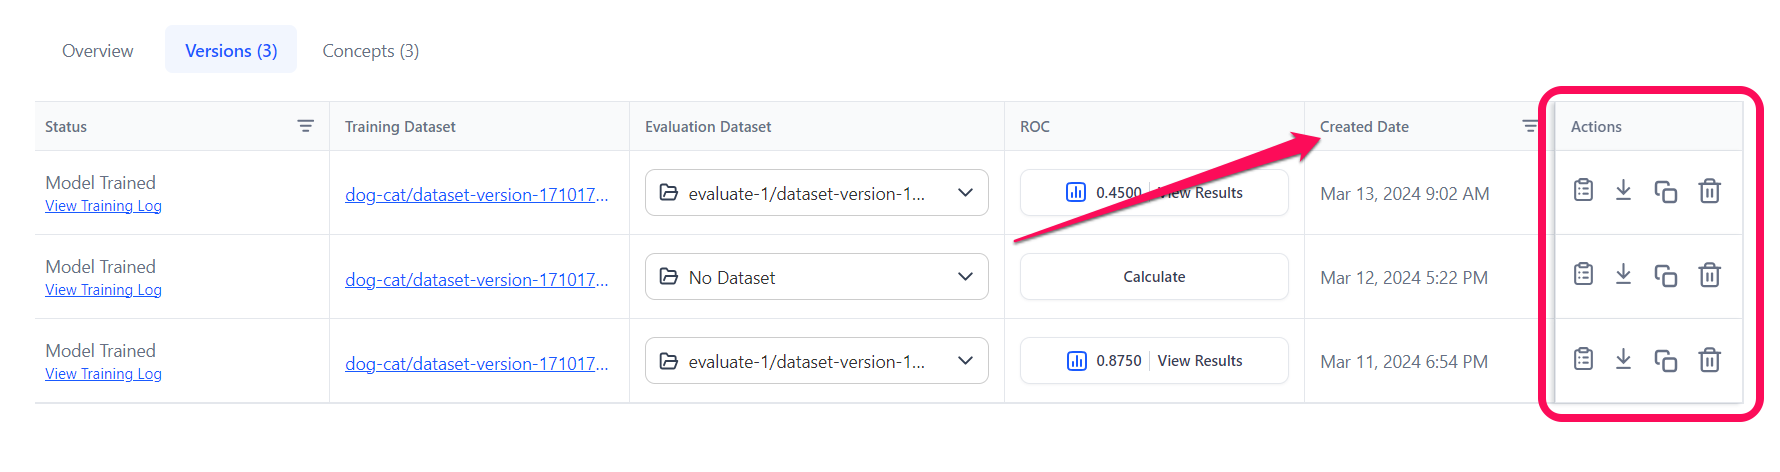 Overview Versions (3) Concepts (3)
Status Training Dataset Evaluation Dataset ROC Created Date Actions
Model Trained
View Training Log
dog-cat/dataset-version-171017...
evaluate-1/dataset-version-1...
0.4500 View Results
Mar 13, 2024 9:02 AM
Model Trained
View Training Log
dog-cat/dataset-version-171017...
No Dataset
Calculate
Mar 12, 2024 5:22 PM
Model Trained
View Training Log
dog-cat/dataset-version-171017...
evaluate-1/dataset-version-1...
0.8750 View Results
Mar 11, 2024 6:54 PM